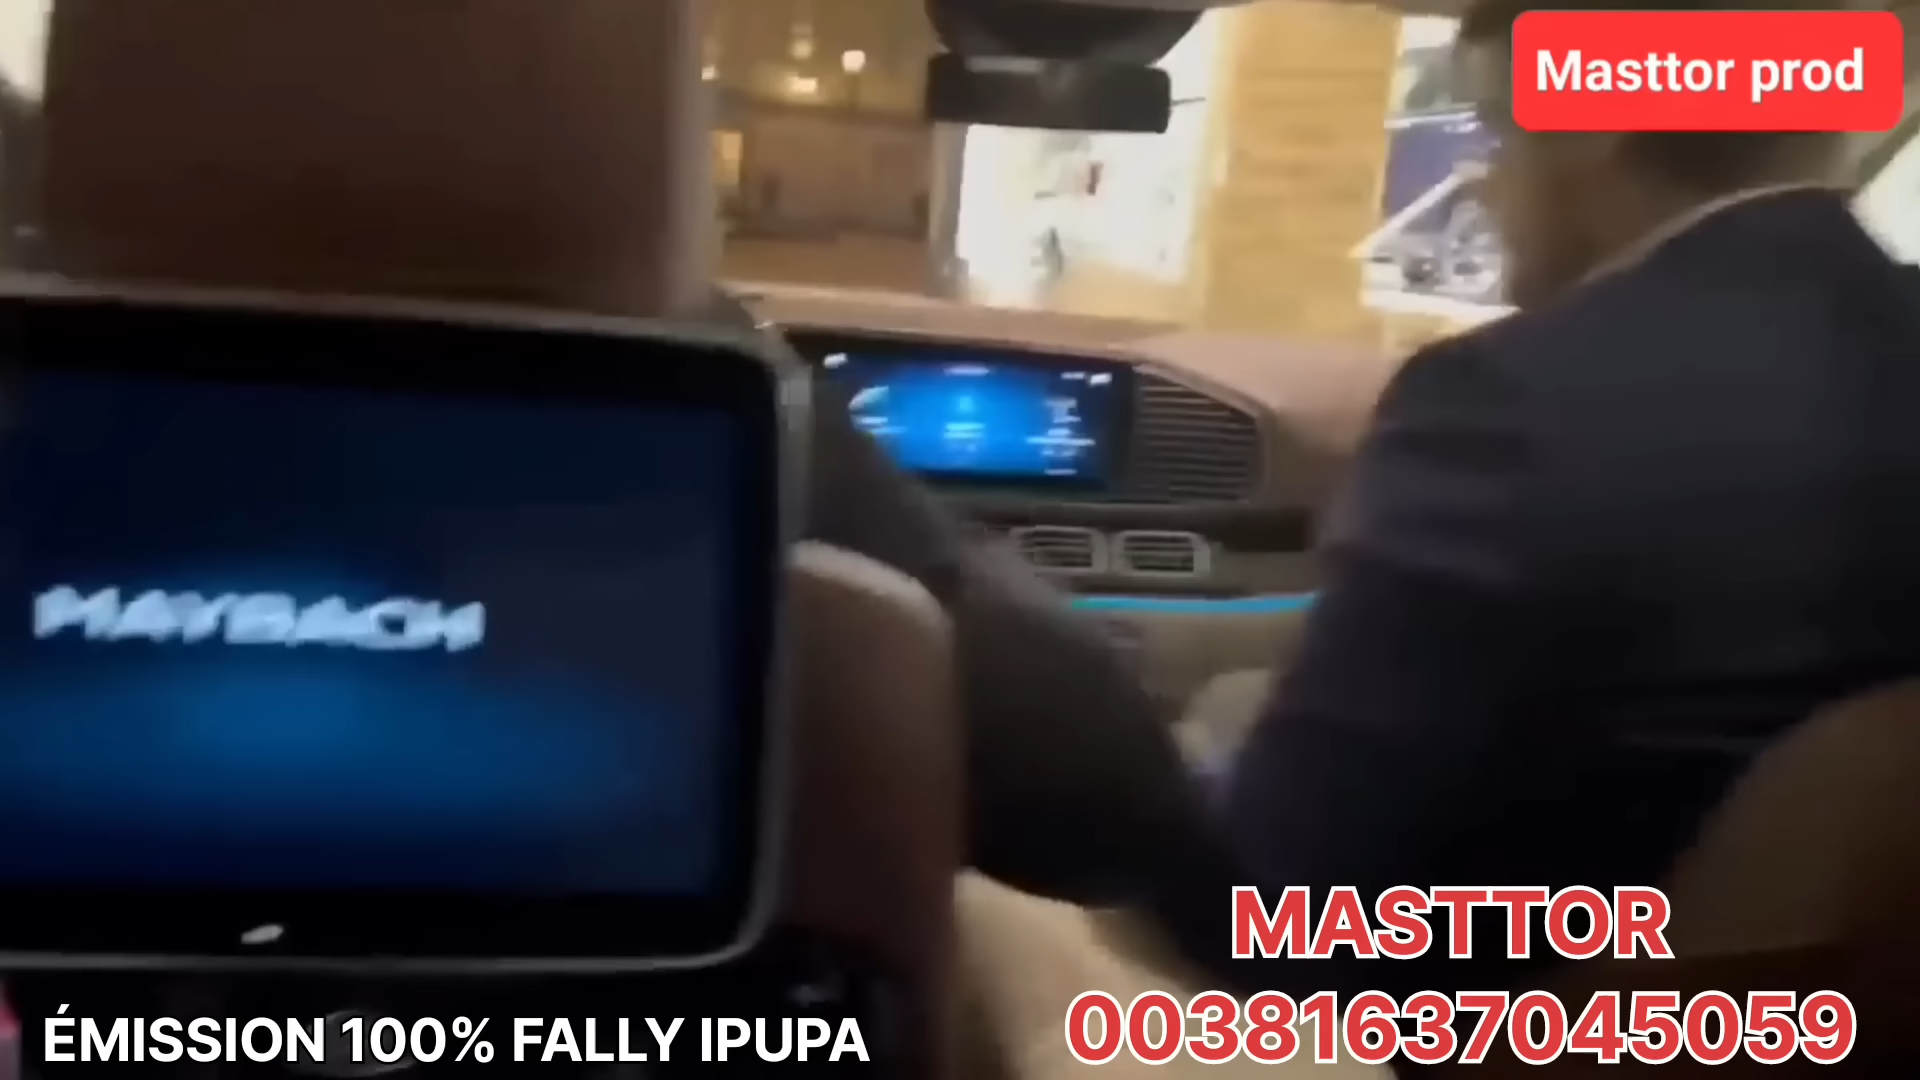 Masttor prod
MAYBACH
MASTTOR
00381637045059
ÉMISSION 100% FALLY IPUPA